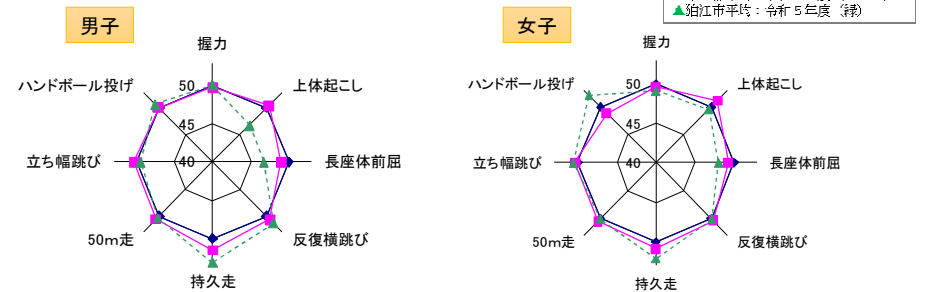 ▲狛江市平均：令和５年度（緑）
男子
握力
上体起こし
長座体前屈
反復横跳び
持久走
50ｍ走
立ち幅跳び
ハンドボール投げ
50
45
40
女子
握力
上体起こし
長座体前屈
反復横跳び
持久走
50ｍ走
立ち幅跳び
ハンドボール投げ
50
45
40